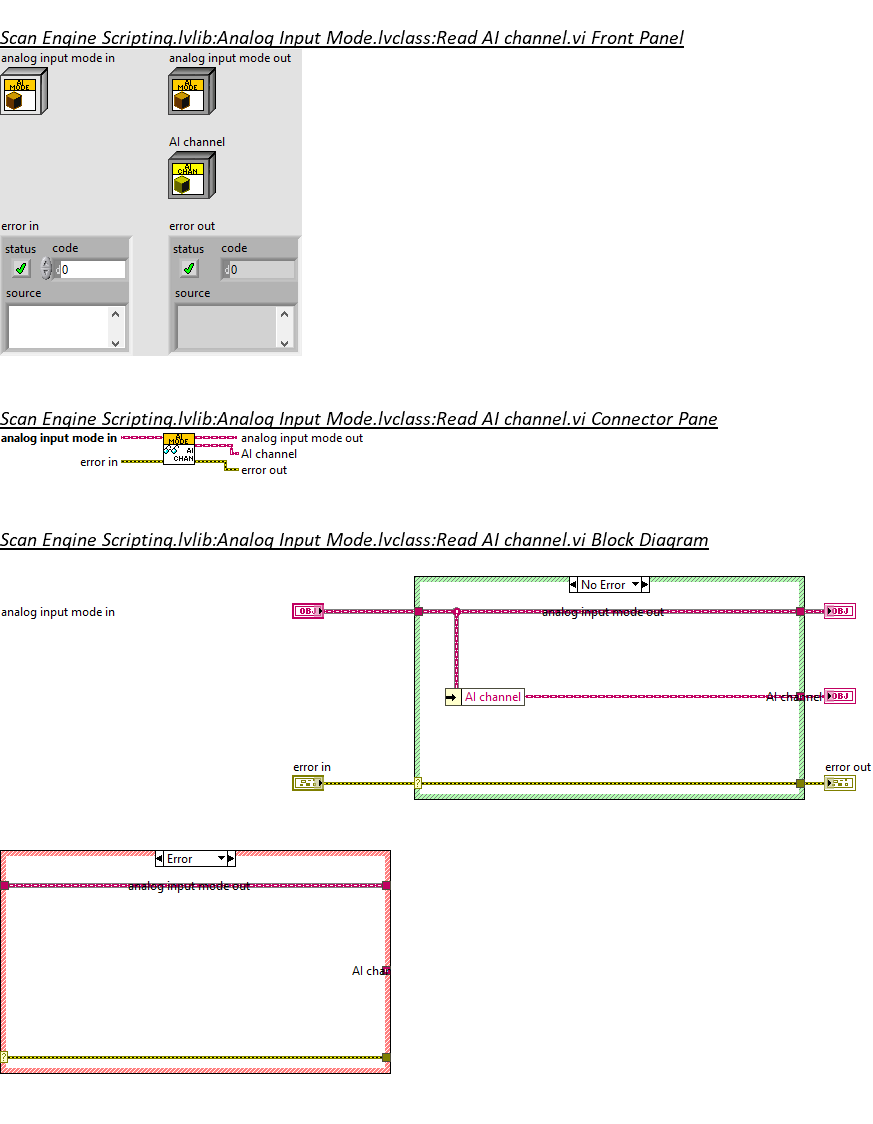 Scan Engine Scripting.lvlib:Analog Input Mode.lvclass:Read AI channel.vi Front Panel
analog input mode in analog input mode out
AI MODE AI MODE
AI channel
AI CHAN
error in error out
status code status code
d 0 d 0
source source
Scan Engine Scripting.lvlib:Analog Input Mode.lvclass:Read AI channel.vi Connector Pane
analog input mode in analog input mode out
AI MODE
AI CHAN
AI channel
error in error out
Scan Engine Scripting.lvlib:Analog Input Mode.lvclass:Read AI channel.vi Block Diagram
No Error
analog input mode in OBJ analog input mode out OBJ
AI channel AI channel OBJ
error in error out
?
Error
analog input mode out
AI cha
?